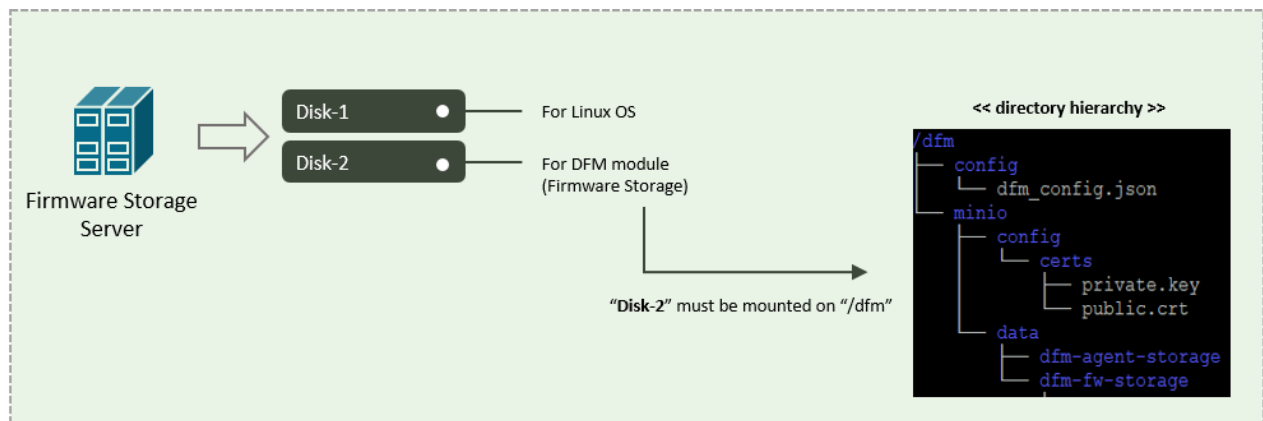 Firmware Storage
Server
Disk-1
Disk-2
For Linux OS
For DFM module
(Firmware Storage)
“Disk-2” must be mounted on “/dfm”
<< directory hierarchy >>
/dfm
├── config
│   └── dfm_config.json
└── minio
    ├── config
    │   └── certs
    │       ├── private.key
    │       └── public.crt
    └── data
        ├── dfm-agent-storage
        └── dfm-fw-storage